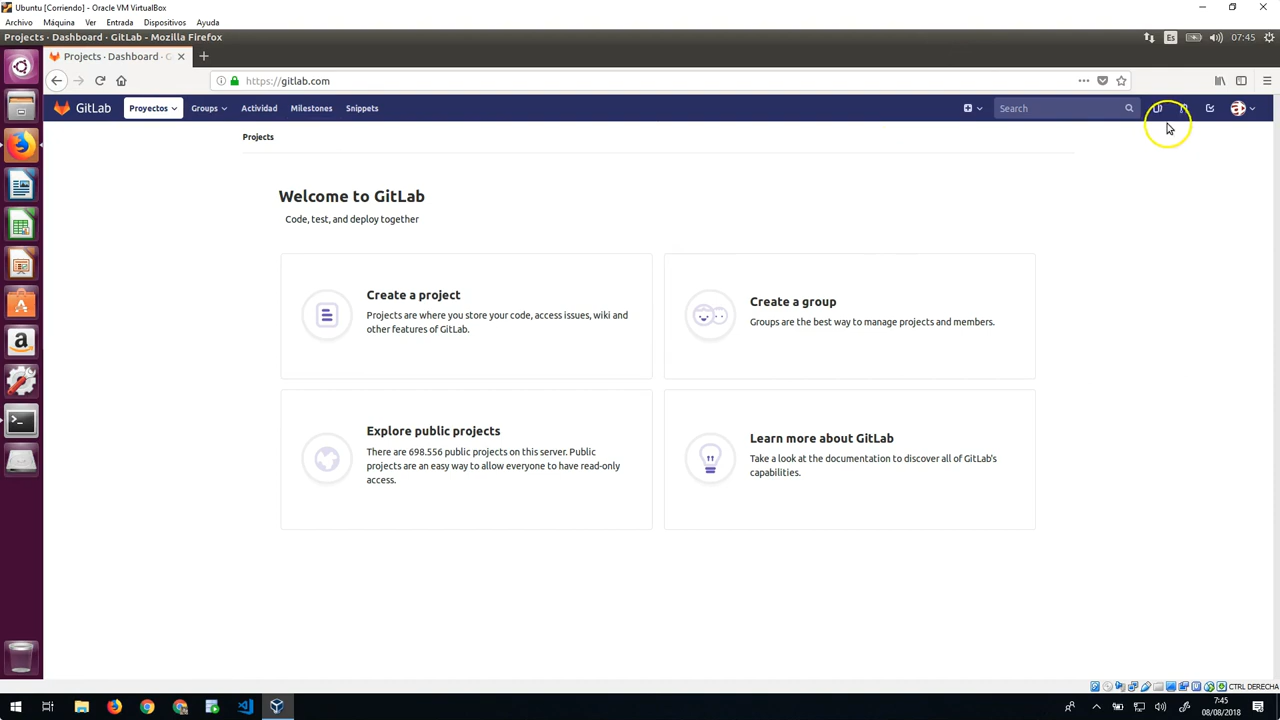 Ubuntu [Corriendo] - Oracle VM VirtualBox
Archivo Máquina Ver Entrada Dispositivos Ayuda
Projects · Dashboard · GitLab - Mozilla Firefox
Es
07:45
Projects · Dashboard · G
https://gitlab.com
GitLab
Proyectos
Groups
Actividad
Milestones
Snippets
Search
Projects
Welcome to GitLab
Code, test, and deploy together
Create a project
Projects are where you store your code, access issues, wiki and
other features of GitLab.
Create a group
Groups are the best way to manage projects and members.
Explore public projects
There are 698.556 public projects on this server. Public
projects are an easy way to allow everyone to have read-only
access.
Learn more about GitLab
Take a look at the documentation to discover all of GitLab's
capabilities.
CTRL DERECHA
7:45
08/08/2018